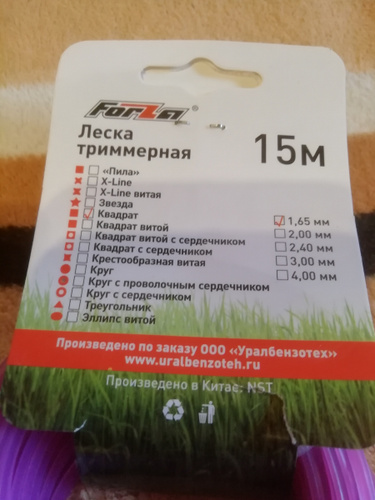 Forza®
Леска
триммерная
15м
«Пила»
X-Line
X-Line витая
Звезда
Квадрат
Квадрат витой
Квадрат витой с сердечником
Квадрат с сердечником
Крестообразная витая
Круг
Круг с проволочным сердечником
Круг с сердечником
Треугольник
Эллипс витой
1,65 мм
2,00 мм
2,40 мм
3,00 мм
4,00 мм
Произведено по заказу ООО «Уралбензотех»
www.uralbenzoteh.ru
Произведено в Китае: NST